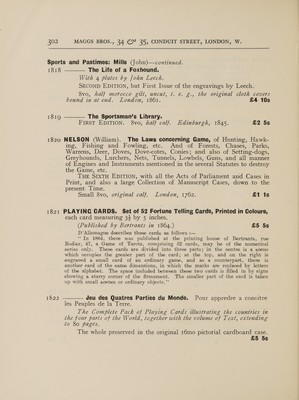 302 MAGGS BROS., 34 & 35, CONDUIT STREET, LONDON, W.
Sports and Pastimes: Mills (John)—continued.
1818 ——— The Life of a Foxhound.
With 4 plates by John Leech.
SECOND EDITION, but First Issue of the engravings by Leech.
8vo, half morocco gilt, uncut, t. e. g., the original cloth covers
bound in at end. London, 1861. £4 10s
1819 ——— The Sportsman's Library.
FIRST EDITION. 8vo, half calf. Edinburgh, 1845. £2 5s
1820 NELSON (William). The Laws concerning Game, of Hunting, Hawk-
ing, Fishing and Fowling, etc. And of Forests, Chases, Parks,
Warrens, Deer, Doves, Dove-cotes, Conies; and also of Setting-dogs,
Greyhounds, Lurchers, Nets, Tunnels, Lowbels, Guns, and all manner
of Engines and Instruments mentioned in the several Statutes to destroy
the Game, etc.
THE SIXTH EDITION, with all the Acts of Parliament and Cases in
Print, and also a large Collection of Manuscript Cases, down to the
present Time.
Small 8vo, original calf. London, 1762. £1 1s
1821 PLAYING CARDS. Set of 52 Fortune Telling Cards, Printed in Colours,
each card measuring 3½ by 5 inches.
(Published by Bertrants in 1864.) £5 5s
D'Allemagne describes these cards as follows:—
"In 1864, there was published at the printing house of Bertrants, rue
Bodier, 47, a Game of Tarots, comprising 52 cards, may be of the numerical
series only. These cards are divided into three parts; in the centre is a scene
which occupies the greater part of the card; at the top, and on the right is
engraved a small card of an ordinary game, and as a counterpart, there is
another card of the same dimensions, in which the marks are replaced by letters
of the alphabet. The space included between these two cards is filled in by signs
showing a starry corner of the firmament. The smaller part of the card is taken
up with small scenes or ordinary objects."
1822 ——— Jeu des Quatres Parties du Monde. Pour apprendre a connoitre
les Peuples de la Terre.
The Complete Pack of Playing Cards illustrating the countries in
the four parts of the World, together with the volume of Text, extending
to 80 pages.
The whole preserved in the original 16mo pictorial cardboard case.
£5 5s